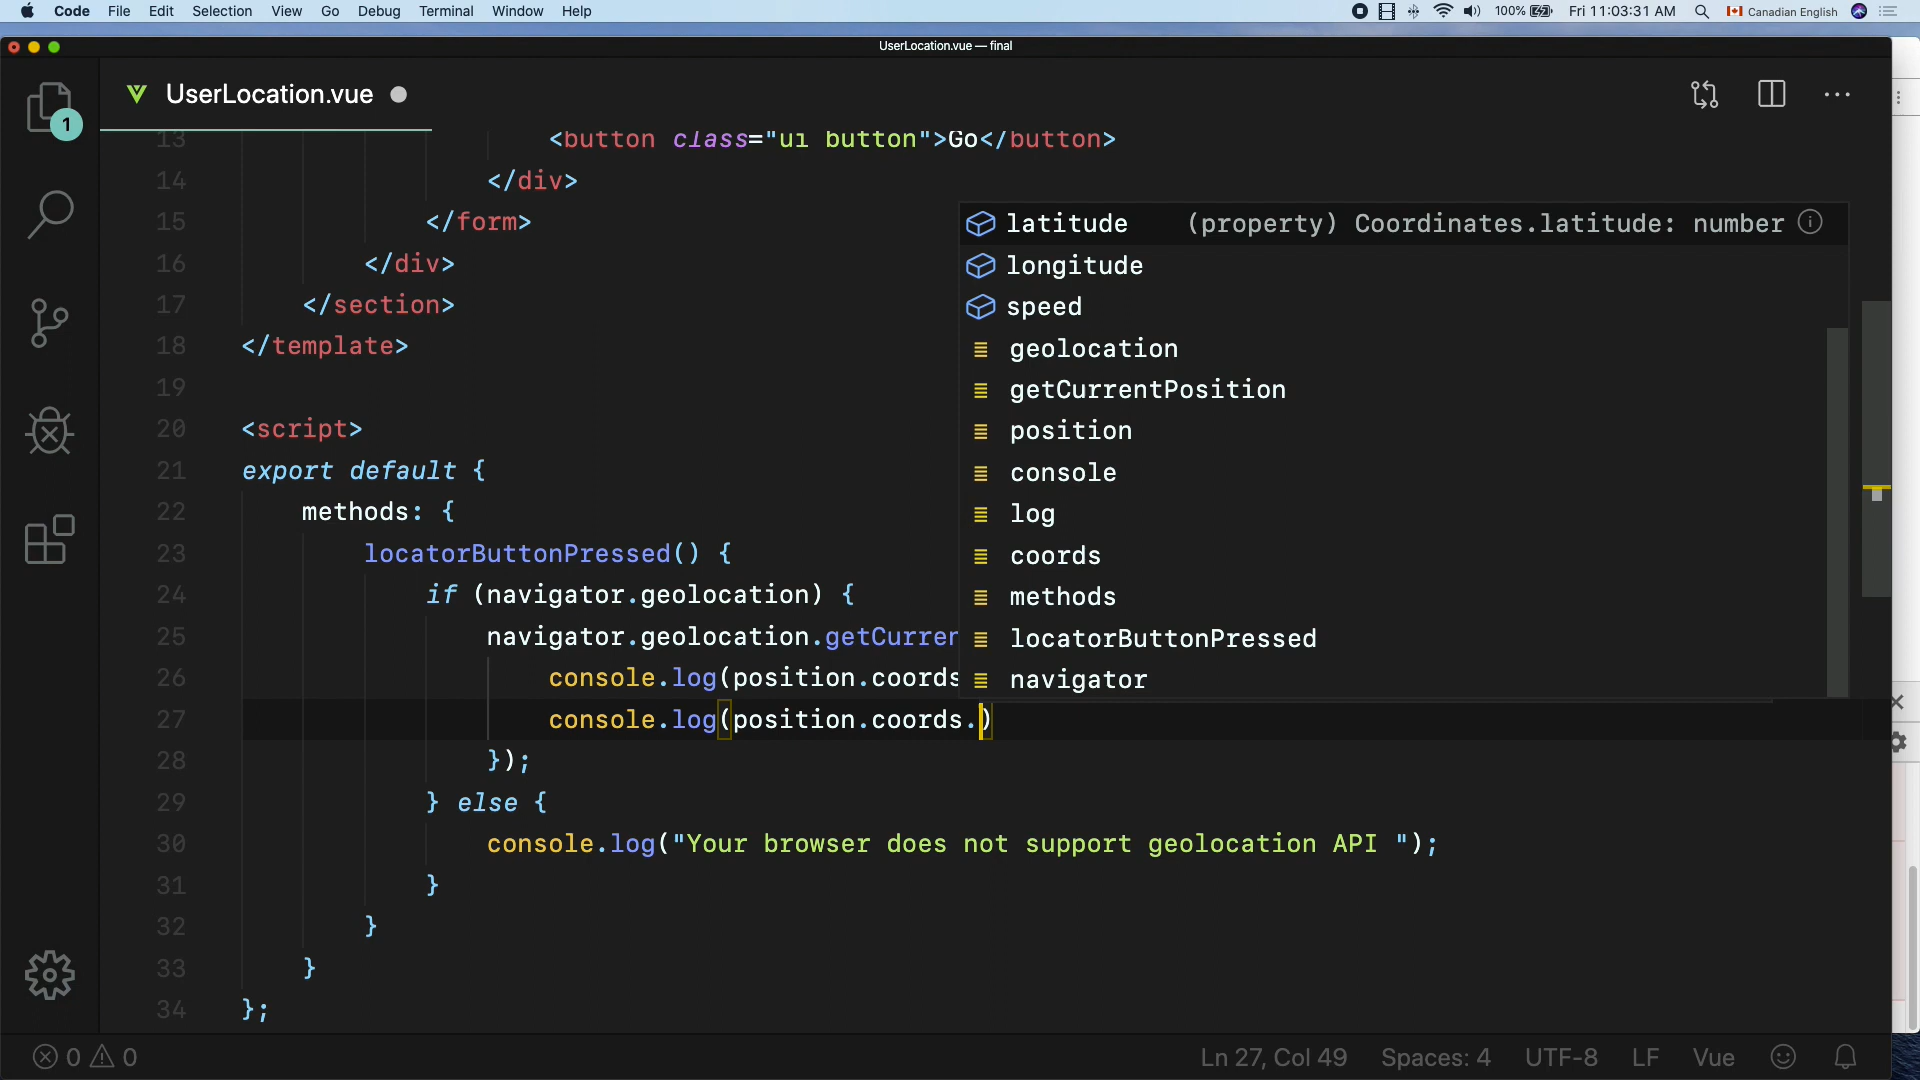 Code File Edit Selection View Go Debug Terminal Window Help 100% Fri 11:03:31 AM Canadian English
UserLocation.vue — final
UserLocation.vue
1
13 <button class="ui button">Go</button>
14 </div>
15 </form>
16 </div>
17 </section>
18 </template>
19
20 <script>
21 export default {
22 methods: {
23 locatorButtonPressed() {
24 if (navigator.geolocation) {
25 navigator.geolocation.getCurrer
26 console.log(position.coords
27 console.log(position.coords.)
28 });
29 } else {
30 console.log("Your browser does not support geolocation API ");
31 }
32 }
33 }
34 };
latitude (property) Coordinates.latitude: number
longitude
speed
geolocation
getCurrentPosition
position
console
log
coords
methods
locatorButtonPressed
navigator
0 0 Ln 27, Col 49 Spaces: 4 UTF-8 LF Vue